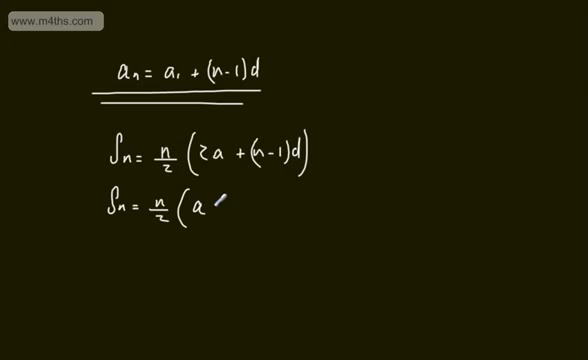 www.m4ths.com
aₙ = a₁ + (n-1)d
Sₙ = n/2 (2a + (n-1)d)
Sₙ = n/2 (a